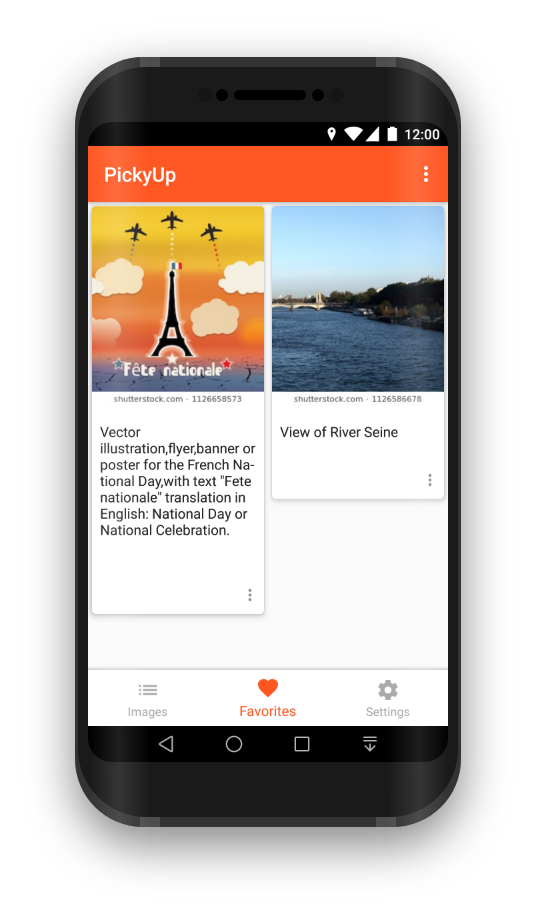 12:00
PickyUp
Fête nationale
shutterstock.com · 1126658573
Vector
illustration,flyer,banner or
poster for the French Na-
tional Day,with text "Fete
nationale" translation in
English: National Day or
National Celebration.
shutterstock.com · 1126586678
View of River Seine
Images
Favorites
Settings